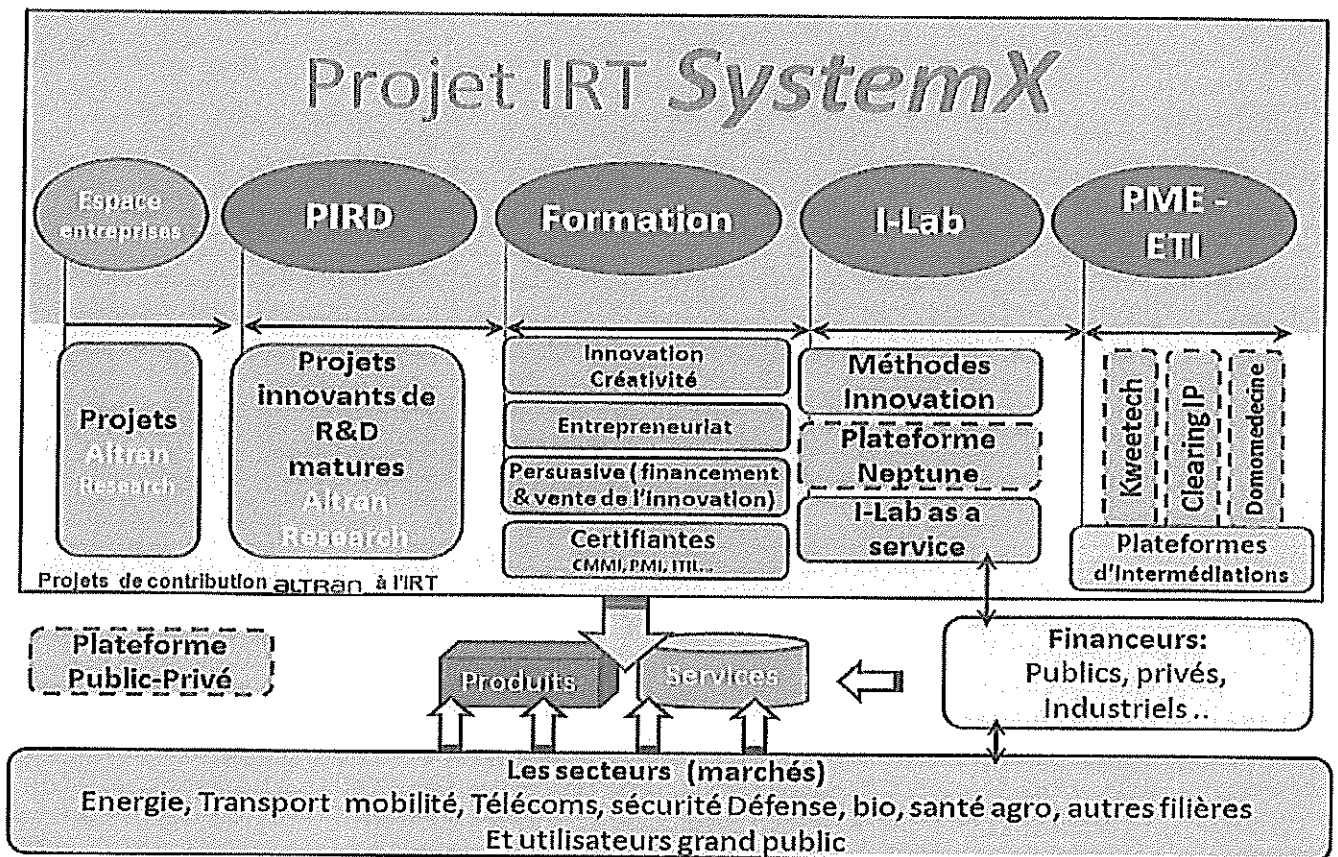 Projet IRT SystemX
Espace
entreprises
PIRD
Formation
I-Lab
PME -
ETI
Projets
Altran
Research
Projets
innovants de
R&D
matures
Altran
Research
Innovation
Créativité
Entrepreneuriat
Persuasive (financement
& vente de l'innovation)
Certifiantes
CMMI, PMI, ITIL...
Méthodes
Innovation
Plateforme
Neptune
I-Lab as a
service
Kweetech
Clearing IP
Domomedecine
Plateformes
d'Intermédiations
Projets de contribution ALTRAN à l'IRT
Plateforme
Public-Privé
Produits
Services
Financeurs:
Publics, privés,
Industriels ..
Les secteurs (marchés)
Energie, Transport mobilité, Télécoms, sécurité Défense, bio, santé agro, autres filières
Et utilisateurs grand public